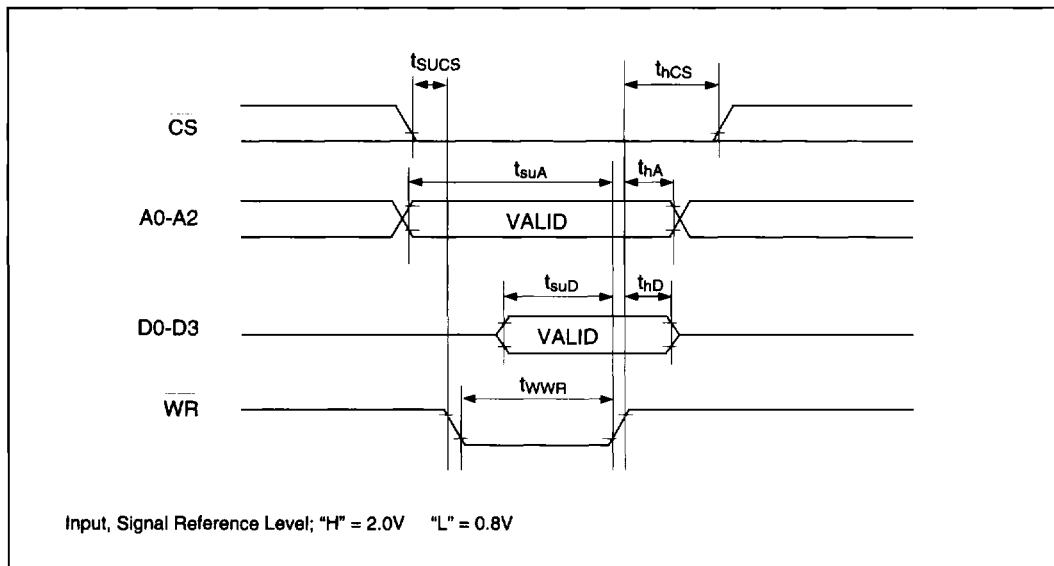 tSUCS
thCS
CS
tsuA
thA
A0-A2
VALID
tsuD
thD
D0-D3
VALID
tWWR
WR
Input, Signal Reference Level; “H” = 2.0V “L” = 0.8V